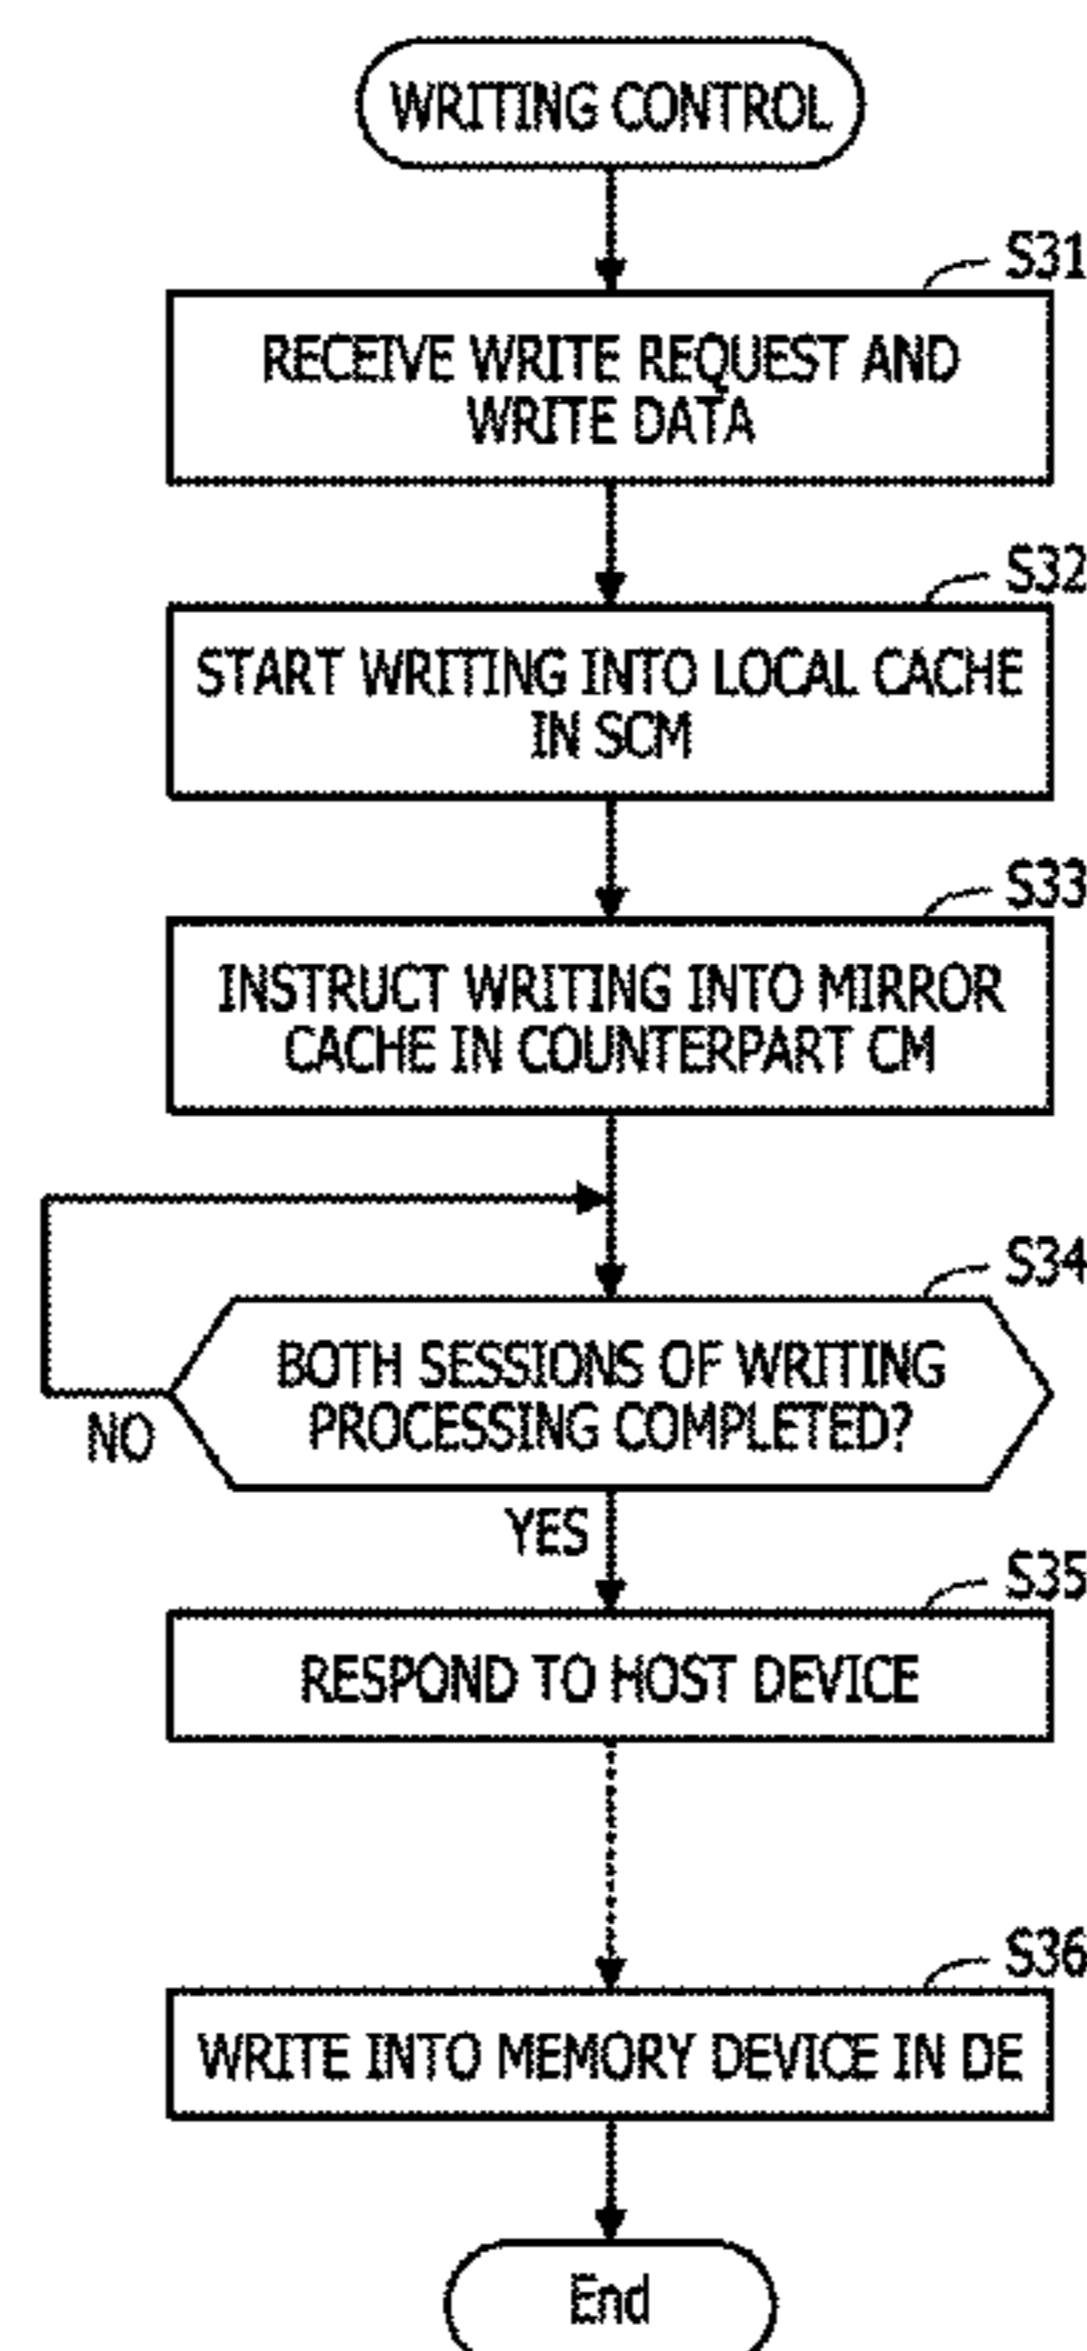 WRITING CONTROL
S31
RECEIVE WRITE REQUEST AND
WRITE DATA
S32
START WRITING INTO LOCAL CACHE
IN SCM
S33
INSTRUCT WRITING INTO MIRROR
CACHE IN COUNTERPART CM
S34
BOTH SESSIONS OF WRITING
PROCESSING COMPLETED?
NO
YES
S35
RESPOND TO HOST DEVICE
S36
WRITE INTO MEMORY DEVICE IN DE
End